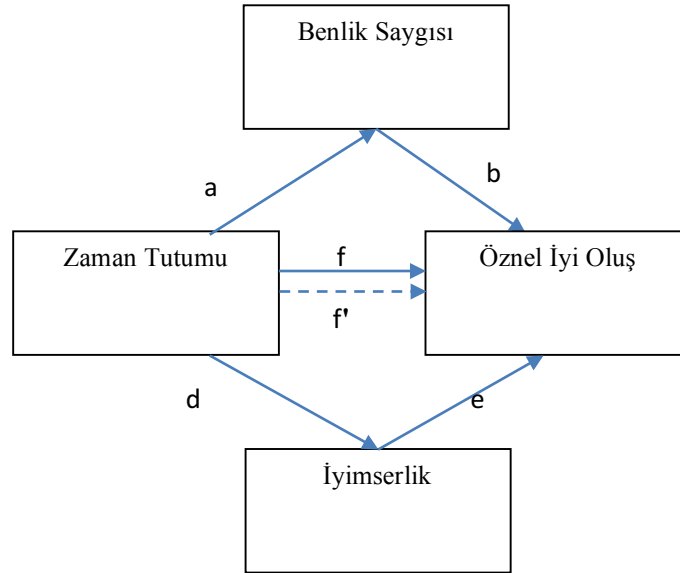 Benlik Saygısı
a
b
Zaman Tutumu
f
Öznel İyi Oluş
f'
d
e
İyimserlik